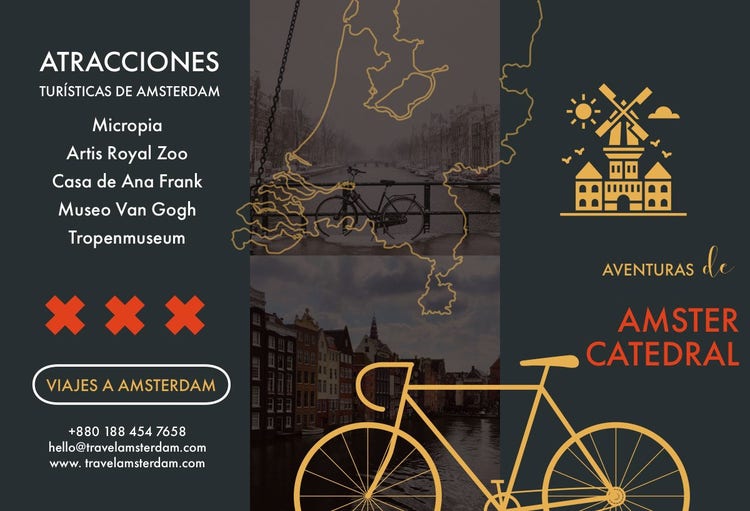 ATRACCIONES
TURÍSTICAS DE AMSTERDAM
Micropia
Artis Royal Zoo
Casa de Ana Frank
Museo Van Gogh
Tropenmuseum
VIAJES A AMSTERDAM
+880 188 454 7658
hello@travelamsterdam.com
www. travelamsterdam.com
AVENTURAS de
AMSTER
CATEDRAL